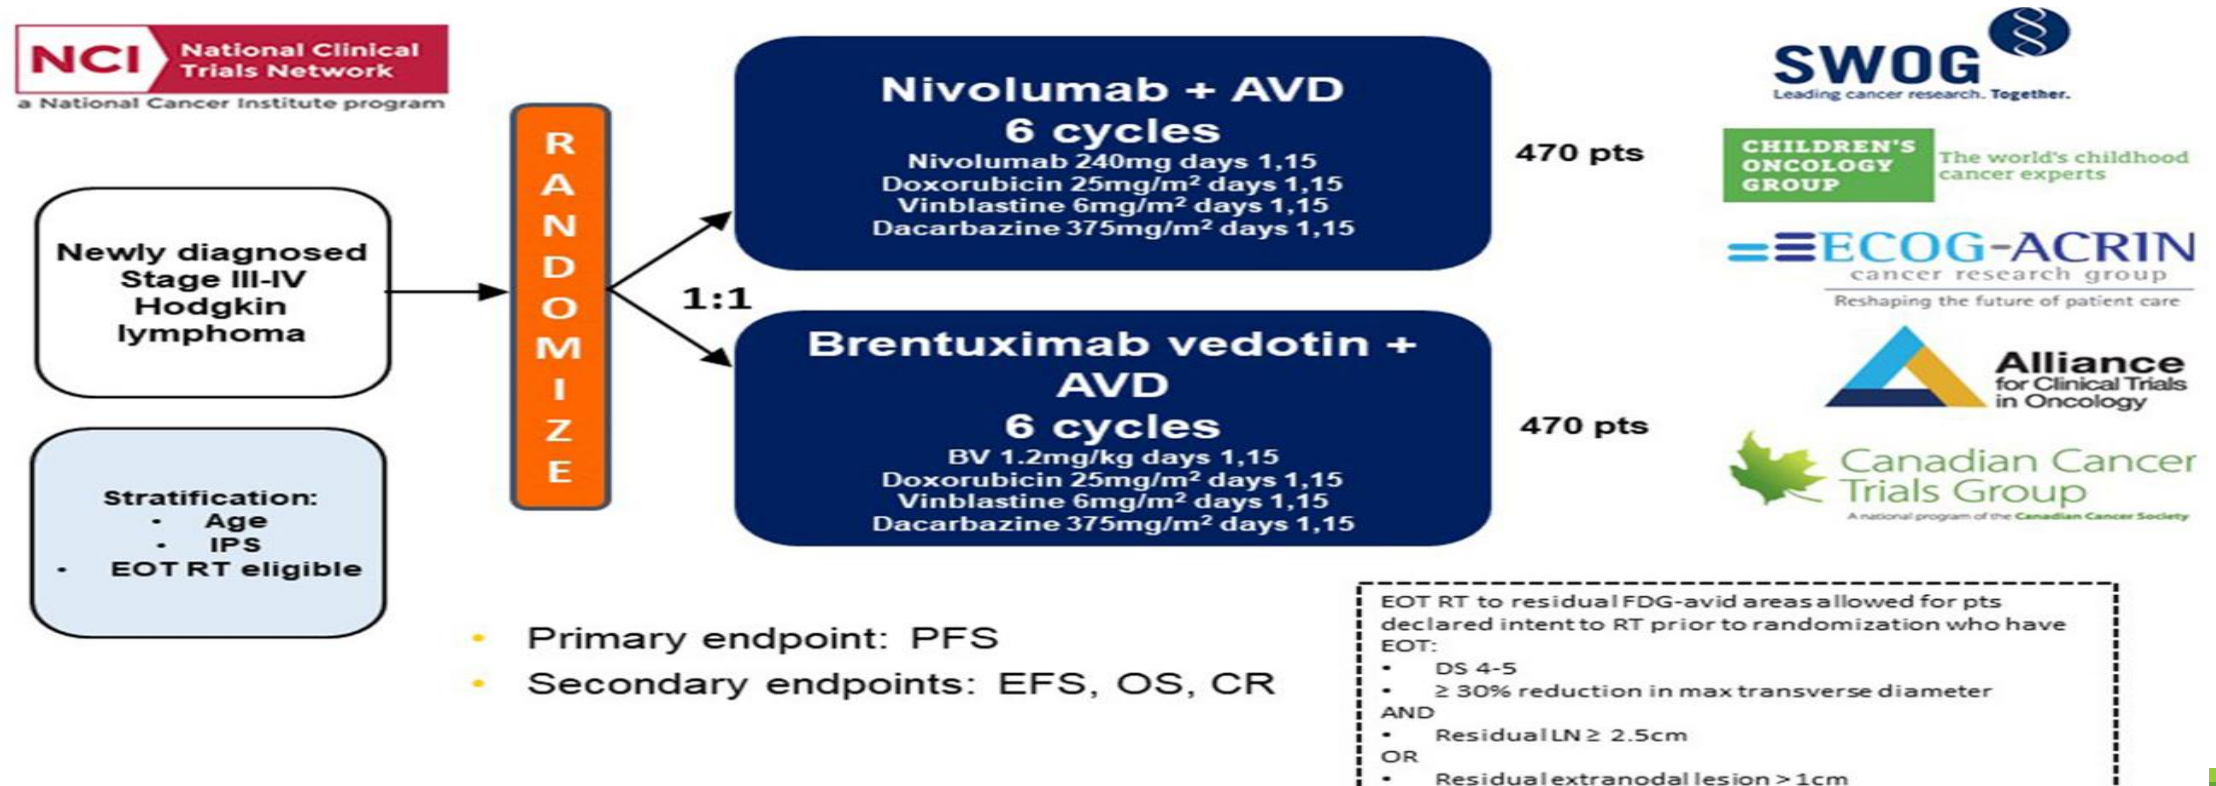 NCI National Clinical
Trials Network
a National Cancer Institute program
Newly diagnosed
Stage III-IV
Hodgkin
lymphoma
Stratification:
• Age
• IPS
• EOT RT eligible
R
A
N
D
O
M
I
Z
E
1:1
Nivolumab + AVD
6 cycles
Nivolumab 240mg days 1,15
Doxorubicin 25mg/m² days 1,15
Vinblastine 6mg/m² days 1,15
Dacarbazine 375mg/m² days 1,15
470 pts
Brentuximab vedotin +
AVD
6 cycles
BV 1.2mg/kg days 1,15
Doxorubicin 25mg/m² days 1,15
Vinblastine 6mg/m² days 1,15
Dacarbazine 375mg/m² days 1,15
470 pts
SWOG
Leading cancer research. Together.
CHILDREN'S
ONCOLOGY
GROUP
The world's childhood
cancer experts
ECOG-ACRIN
cancer research group
Reshaping the future of patient care
Alliance
for Clinical Trials
in Oncology
Canadian Cancer
Trials Group
A national program of the Canadian Cancer Society
• Primary endpoint: PFS
• Secondary endpoints: EFS, OS, CR
EOT RT to residual FDG-avid areas allowed for pts
declared intent to RT prior to randomization who have
EOT:
• DS 4-5
• ≥ 30% reduction in max transverse diameter
AND
• Residual LN ≥ 2.5cm
OR
• Residual extranodal lesion > 1cm